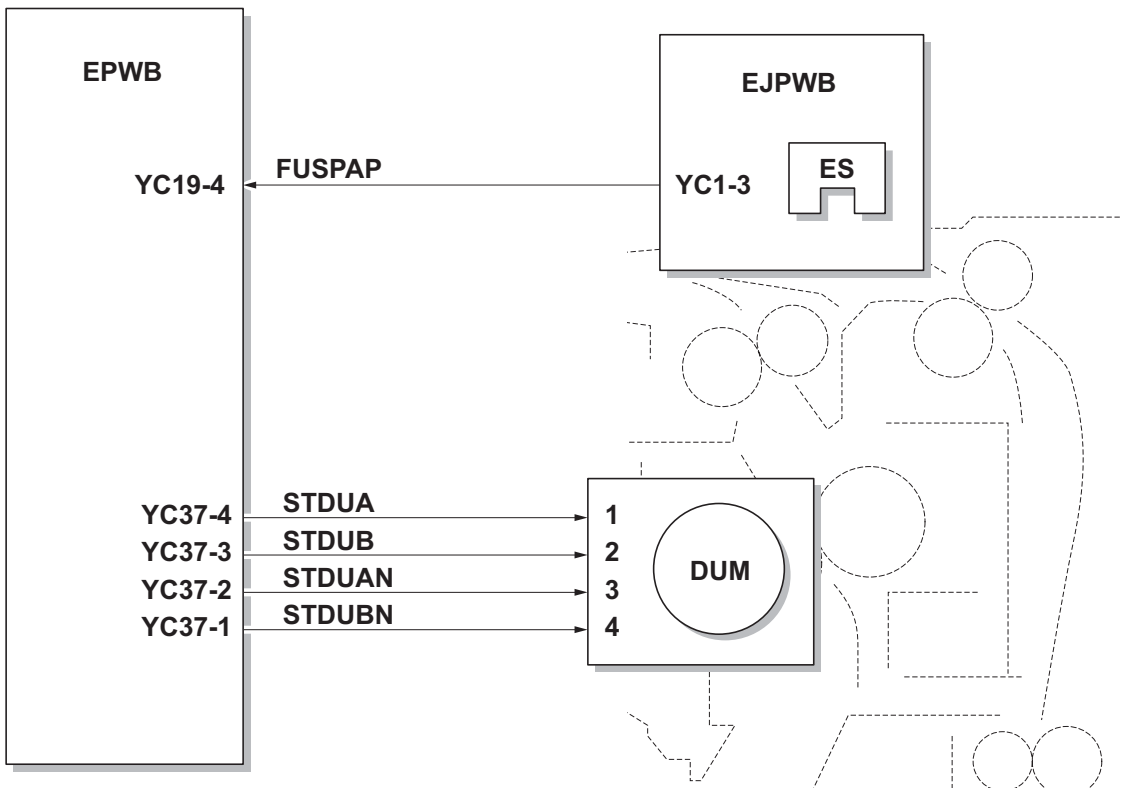 EPWB
EJPWB
ES
FUSPAP
YC19-4
YC1-3
YC37-4
STDUA
1
YC37-3
STDUB
2
YC37-2
STDUAN
3
YC37-1
STDUBN
4
DUM